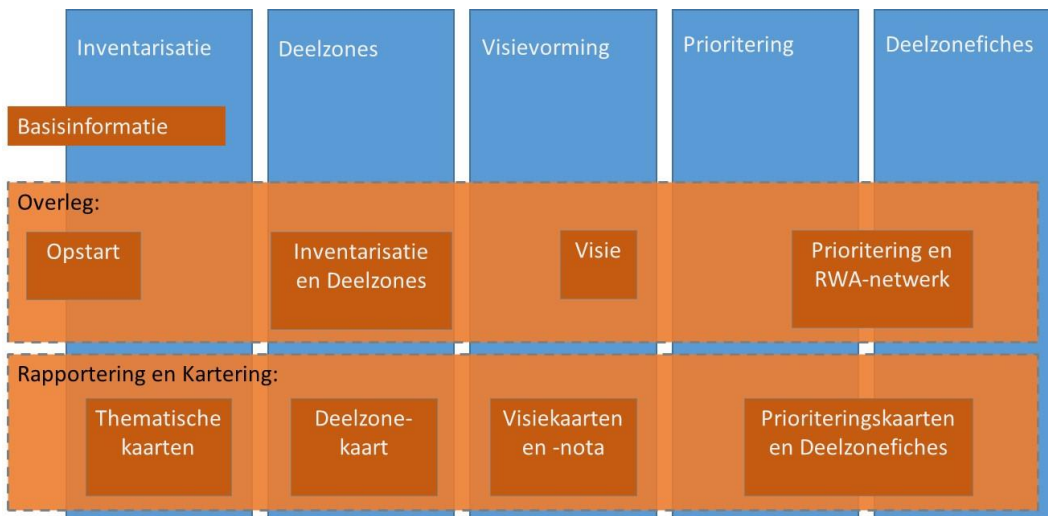 Inventarisatie
Deelzones
Visievorming
Prioritering
Deelzonefiches
Basisinformatie
Overleg:
Opstart
Inventarisatie
en Deelzones
Visie
Prioritering en
RWA-netwerk
Rapportering en Kartering:
Thematische
kaarten
Deelzone-
kaart
Visiekaarten
en -nota
Prioriteringskaarten
en Deelzonefiches